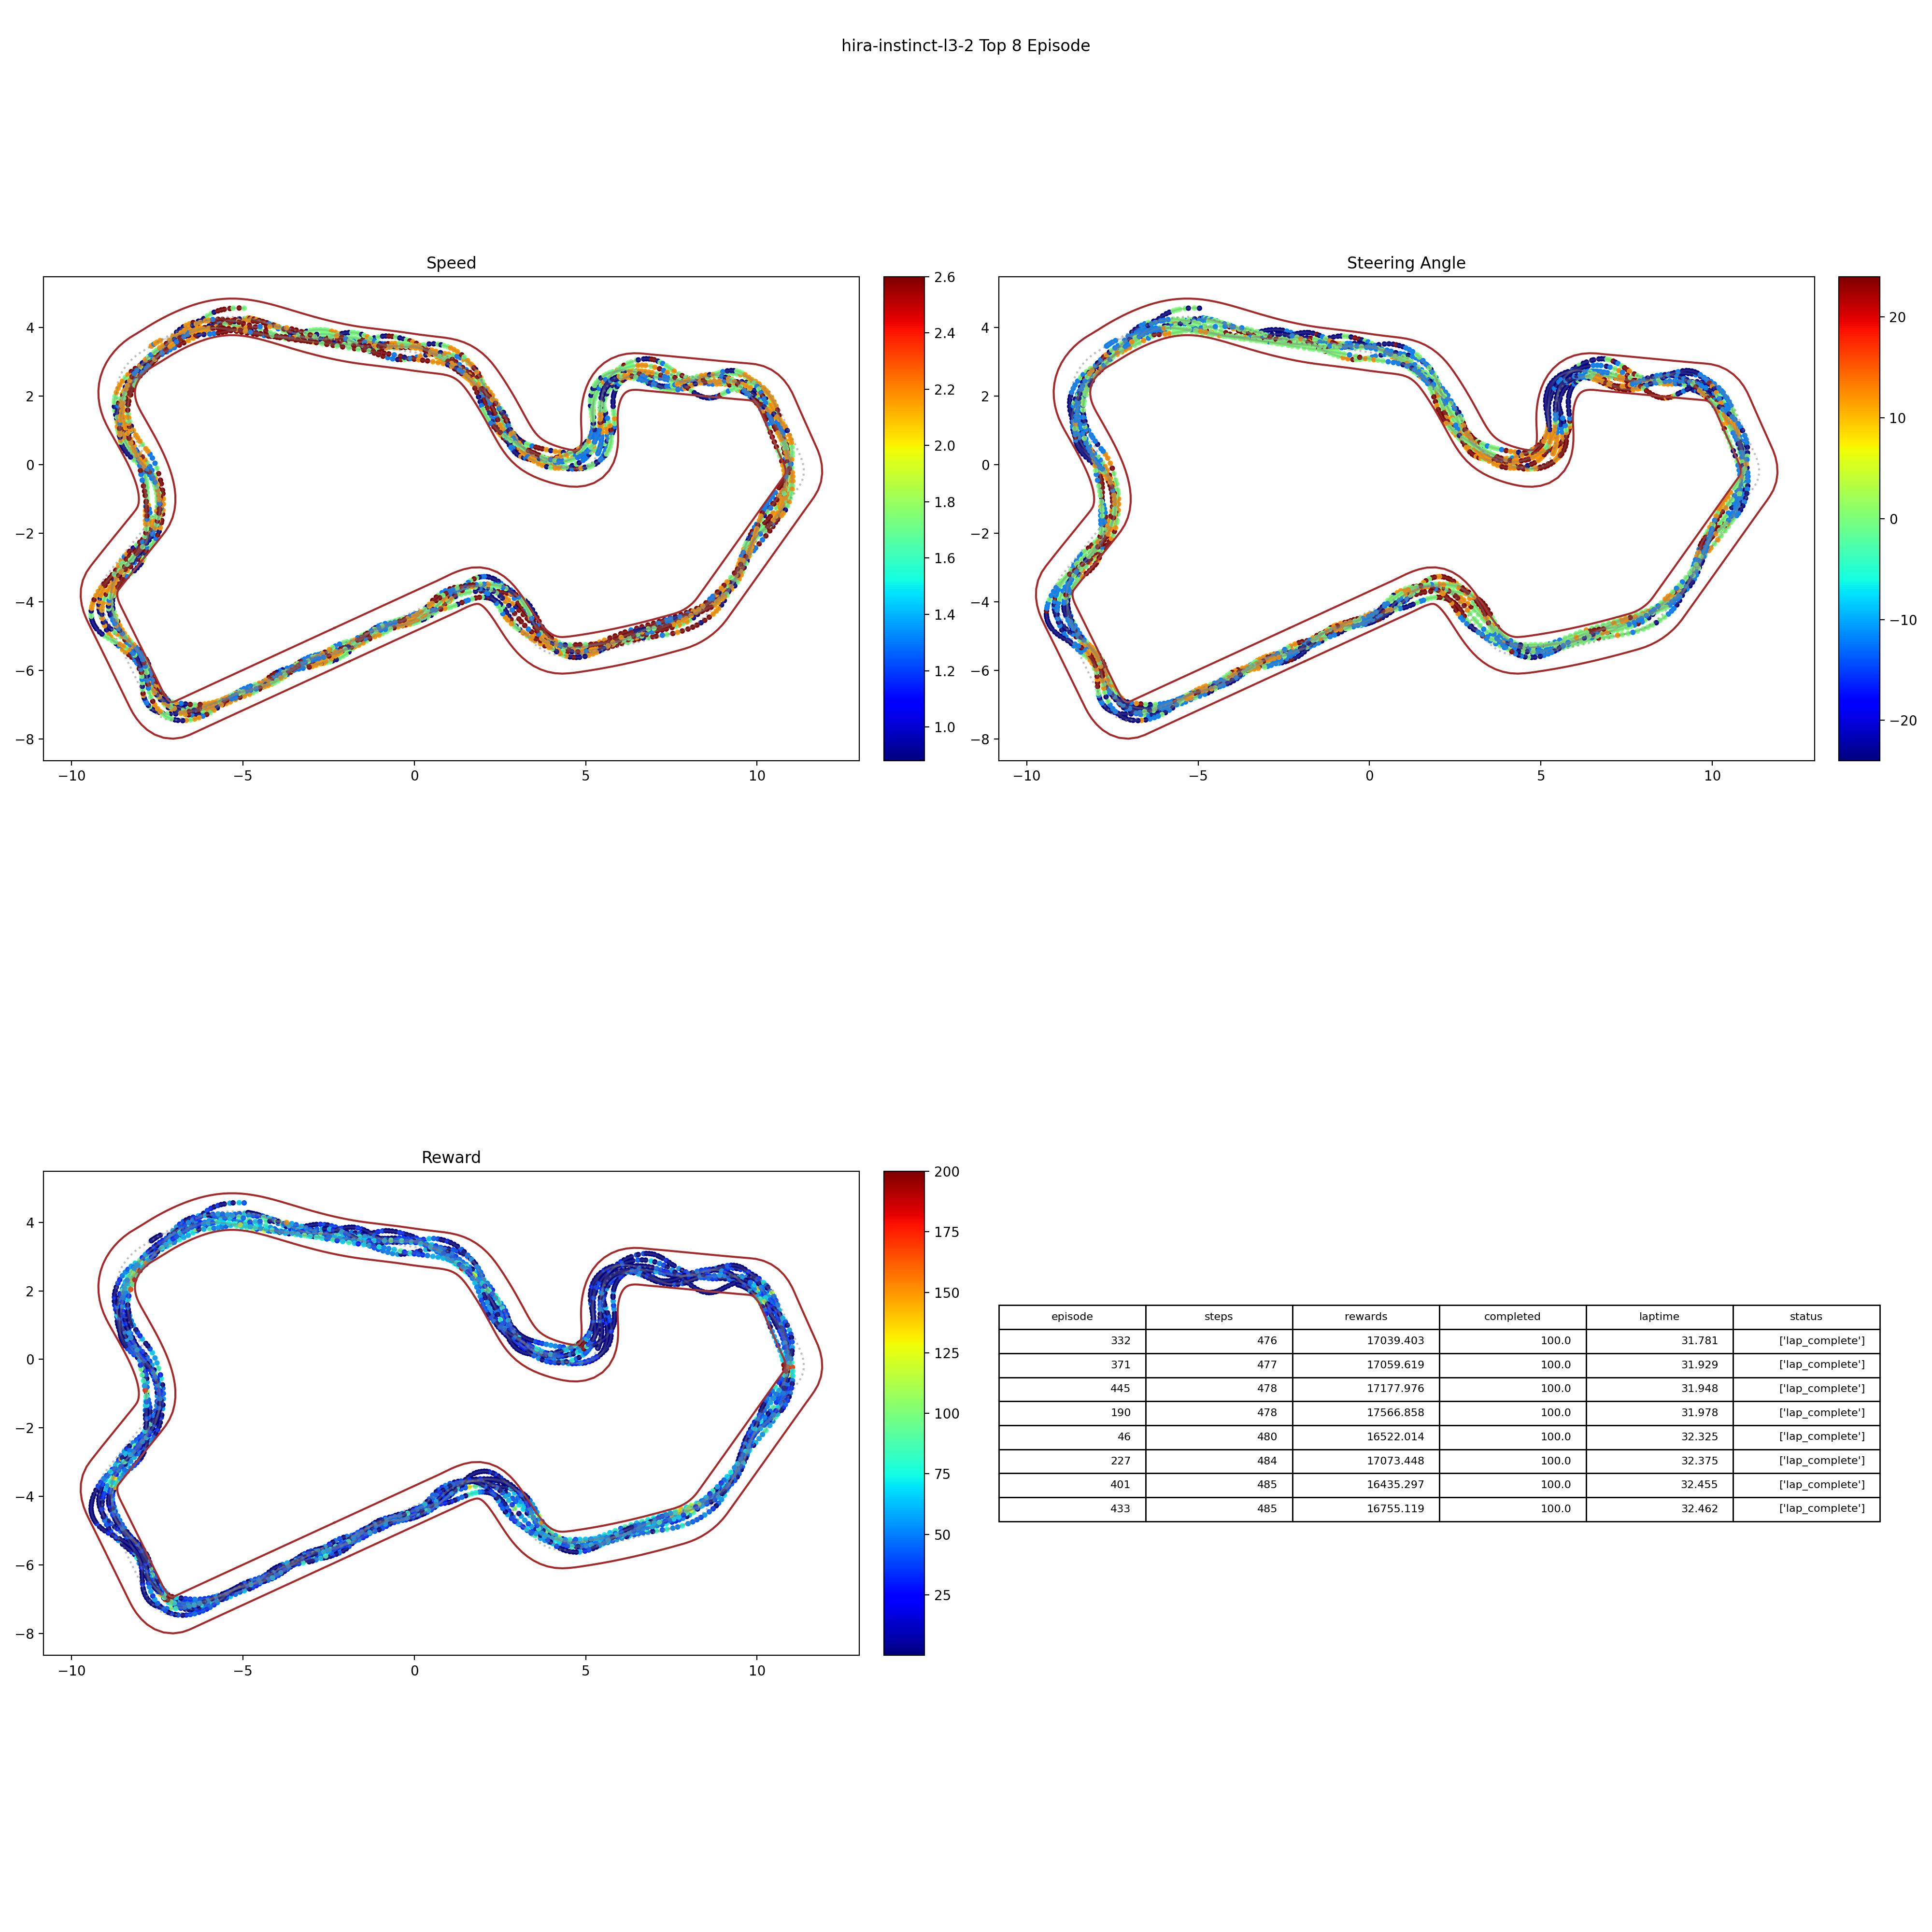 hira-instinct-l3-2 Top 8 Episode
Speed
4
2
0
−2
−4
−6
−8
−10 −5 0 5 10
2.6
2.4
2.2
2.0
1.8
1.6
1.4
1.2
1.0
Steering Angle
4
2
0
−2
−4
−6
−8
−10 −5 0 5 10
20
10
0
−10
−20
Reward
4
2
0
−2
−4
−6
−8
−10 −5 0 5 10
200
175
150
125
100
75
50
25
episode steps rewards completed laptime status
332 476 17039.403 100.0 31.781 ['lap_complete']
371 477 17059.619 100.0 31.929 ['lap_complete']
445 478 17177.976 100.0 31.948 ['lap_complete']
190 478 17566.858 100.0 31.978 ['lap_complete']
46 480 16522.014 100.0 32.325 ['lap_complete']
227 484 17073.448 100.0 32.375 ['lap_complete']
401 485 16435.297 100.0 32.455 ['lap_complete']
433 485 16755.119 100.0 32.462 ['lap_complete']